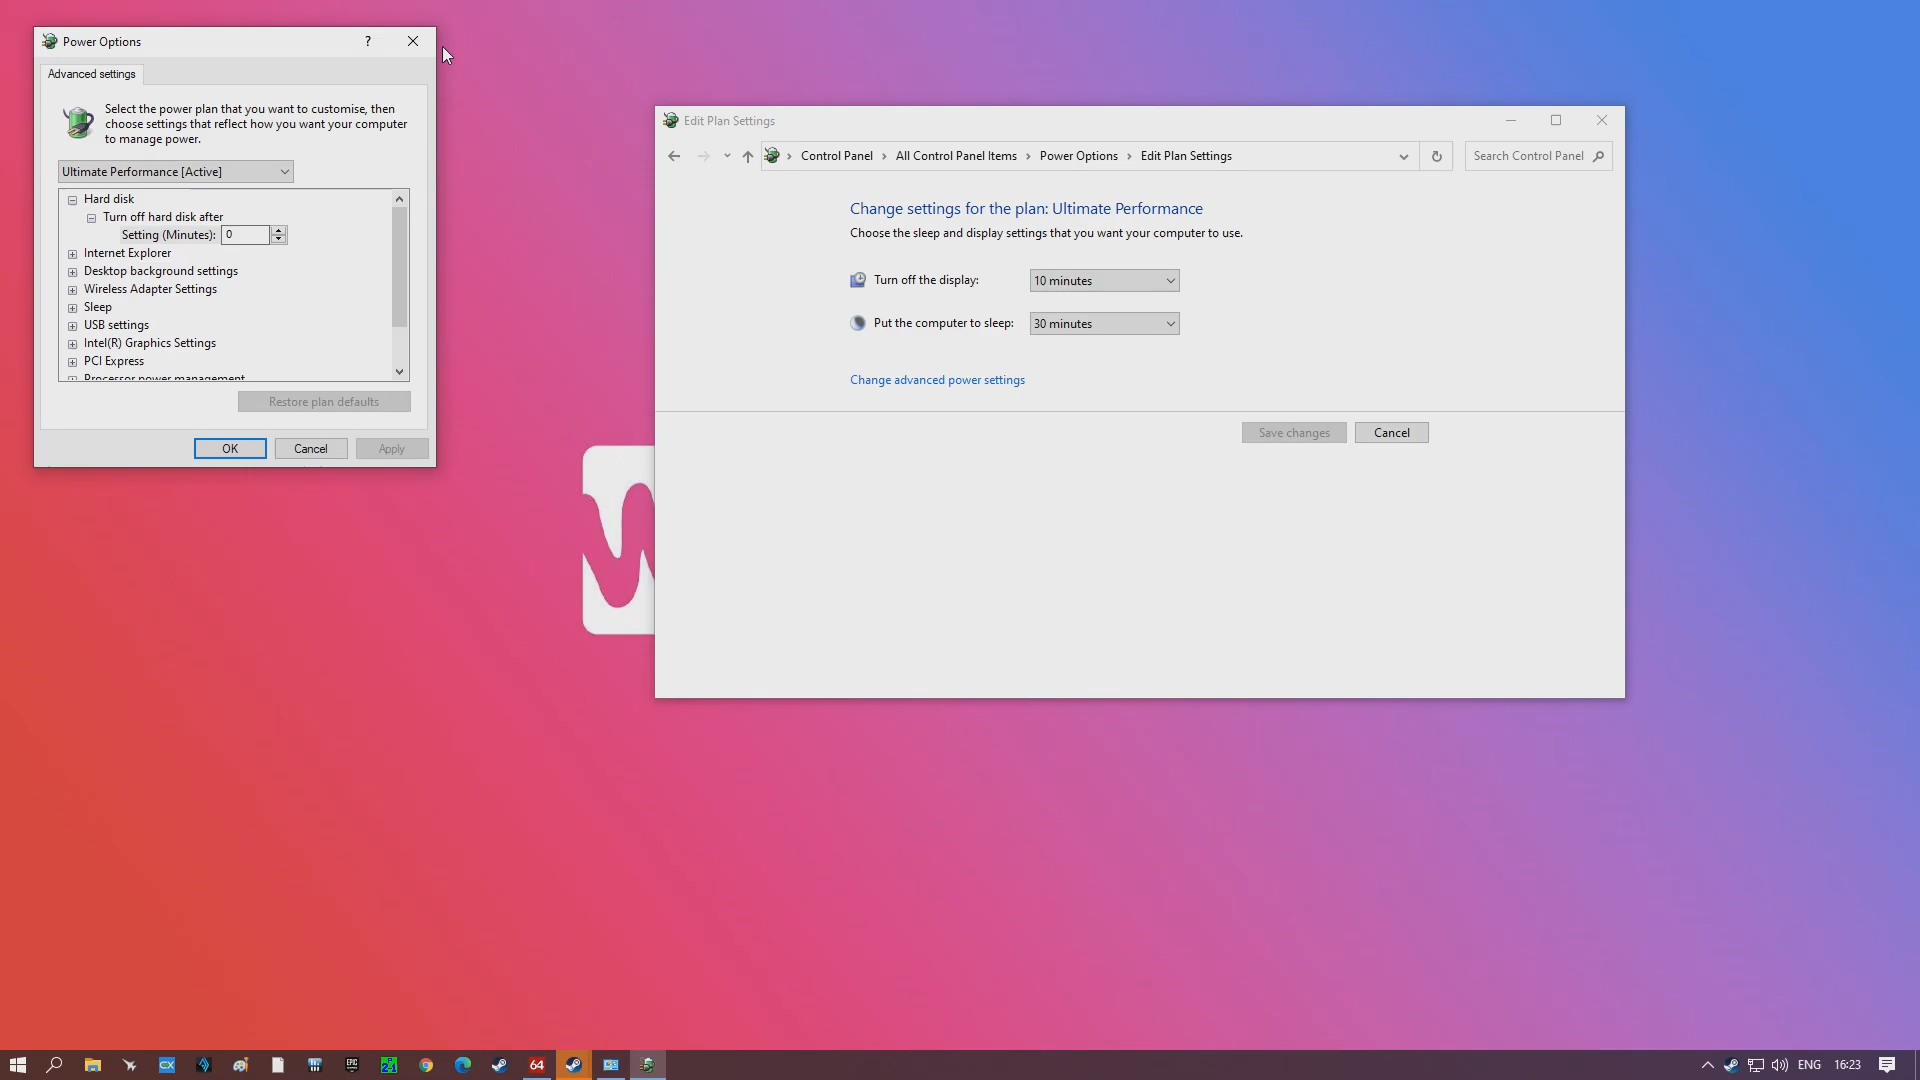 Power Options
?
Advanced settings
Select the power plan that you want to customise, then
choose settings that reflect how you want your computer
to manage power.
Ultimate Performance [Active]
Hard disk
Turn off hard disk after
Setting (Minutes): 0
Internet Explorer
Desktop background settings
Wireless Adapter Settings
Sleep
USB settings
Intel(R) Graphics Settings
PCI Express
Processor power management
Restore plan defaults
OK Cancel Apply
Edit Plan Settings
Control Panel › All Control Panel Items › Power Options › Edit Plan Settings
Search Control Panel
Change settings for the plan: Ultimate Performance
Choose the sleep and display settings that you want your computer to use.
Turn off the display: 10 minutes
Put the computer to sleep: 30 minutes
Change advanced power settings
Save changes Cancel
CX
EPIC
64
ENG 16:23